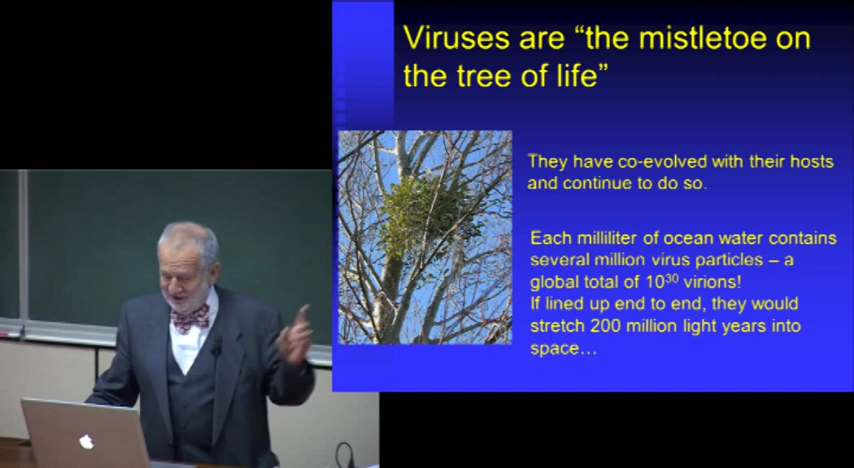 Viruses are “the mistletoe on
the tree of life”
They have co-evolved with their hosts
and continue to do so.
Each milliliter of ocean water contains
several million virus particles – a
global total of 10³⁰ virions!
If lined up end to end, they would
stretch 200 million light years into
space…